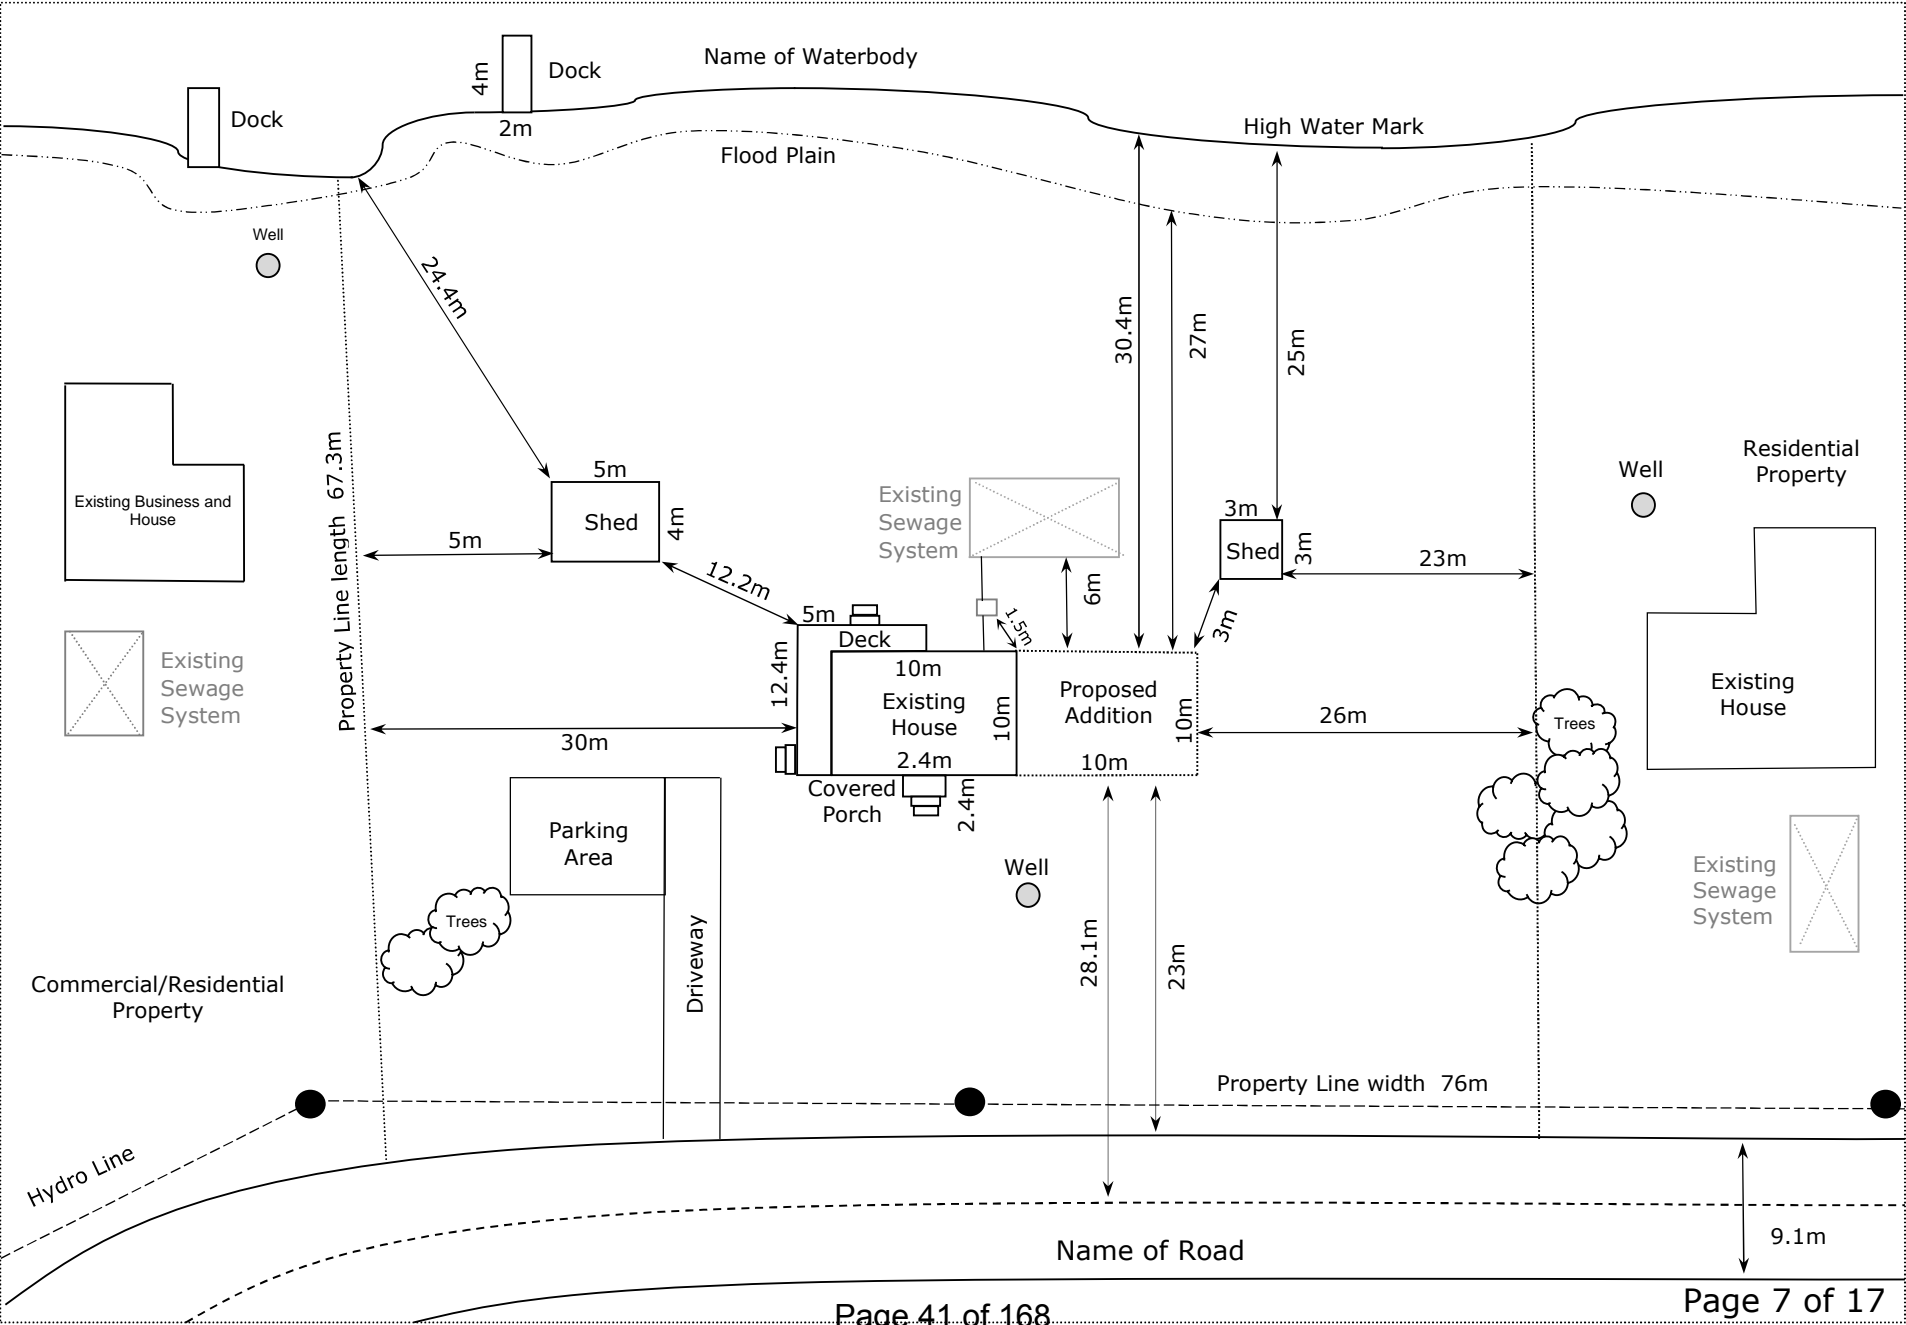 Name of Waterbody
4m
Dock
Dock
2m
High Water Mark
Flood Plain
Well
24.4m
30.4m
27m
25m
Property Line length 67.3m
Existing Business and
House
5m
Shed
4m
5m
12.2m
Existing
Sewage
System
6m
1.5m
3m
Shed
3m
3m
23m
Well
Residential
Property
Existing
Sewage
System
5m
Deck
12.4m
10m
Existing
House
10m
2.4m
Proposed
Addition
10m
10m
26m
Trees
Existing
House
30m
Covered
Porch
2.4m
Parking
Area
Driveway
Trees
Well
28.1m
23m
Existing
Sewage
System
Commercial/Residential
Property
Property Line width 76m
Hydro Line
Name of Road
9.1m
Page 7 of 17
Page 41 of 168